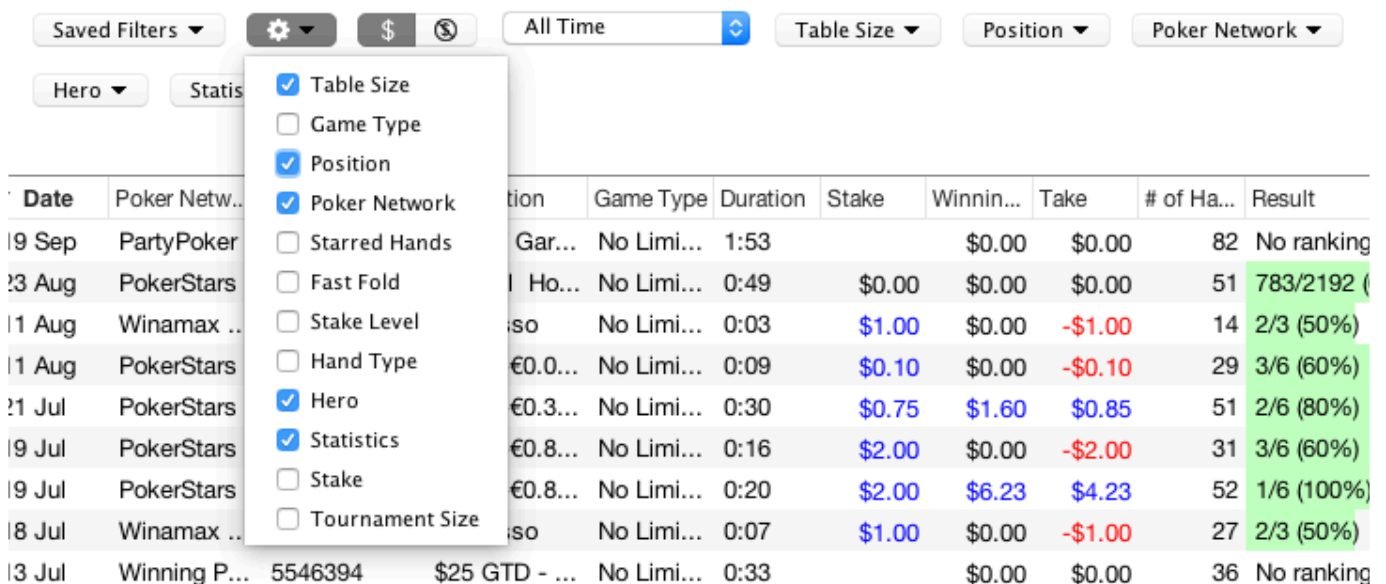 Saved Filters $ All Time Table Size Position Poker Network
Hero Statis
Table Size
Game Type
Position
Poker Network
Starred Hands
Fast Fold
Stake Level
Hand Type
Hero
Statistics
Stake
Tournament Size
Date Poker Netw... tion Game Type Duration Stake Winnin... Take # of Ha... Result
19 Sep PartyPoker Gar... No Limi... 1:53 $0.00 $0.00 82 No ranking
23 Aug PokerStars Ho... No Limi... 0:49 $0.00 $0.00 $0.00 51 783/2192 (
11 Aug Winamax ... sso No Limi... 0:03 $1.00 $0.00 -$1.00 14 2/3 (50%)
11 Aug PokerStars €0.0... No Limi... 0:09 $0.10 $0.00 -$0.10 29 3/6 (60%)
21 Jul PokerStars €0.3... No Limi... 0:30 $0.75 $1.60 $0.85 51 2/6 (80%)
19 Jul PokerStars €0.8... No Limi... 0:16 $2.00 $0.00 -$2.00 31 3/6 (60%)
19 Jul PokerStars €0.8... No Limi... 0:20 $2.00 $6.23 $4.23 52 1/6 (100%)
18 Jul Winamax ... sso No Limi... 0:07 $1.00 $0.00 -$1.00 27 2/3 (50%)
13 Jul Winning P... 5546394 $25 GTD - ... No Limi... 0:33 $0.00 $0.00 36 No ranking